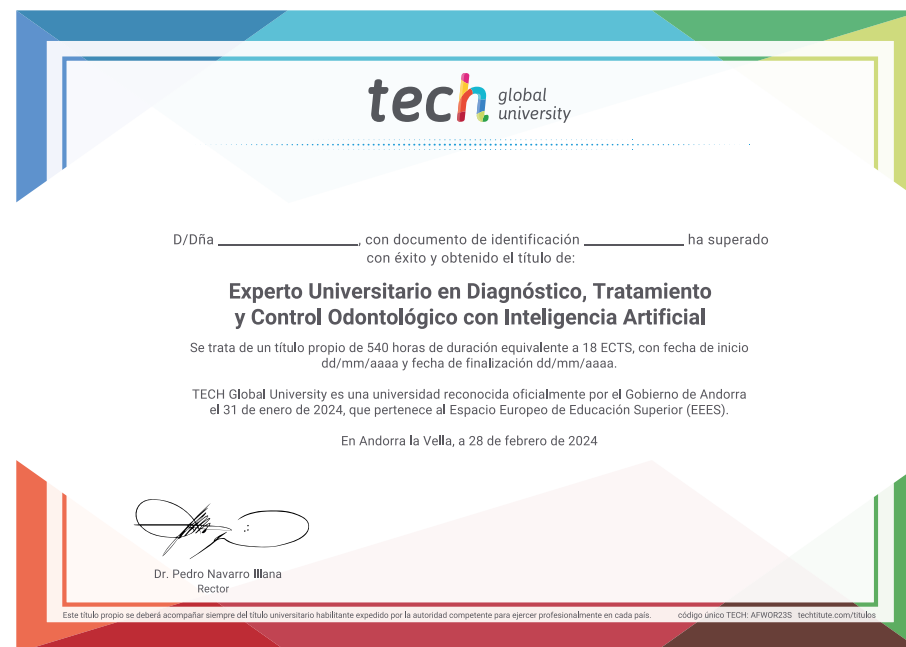 tech global university
D/Dña ____________________, con documento de identificación ______________ ha superado
con éxito y obtenido el título de:
Experto Universitario en Diagnóstico, Tratamiento
y Control Odontológico con Inteligencia Artificial
Se trata de un título propio de 540 horas de duración equivalente a 18 ECTS, con fecha de inicio
dd/mm/aaaa y fecha de finalización dd/mm/aaaa.
TECH Global University es una universidad reconocida oficialmente por el Gobierno de Andorra
el 31 de enero de 2024, que pertenece al Espacio Europeo de Educación Superior (EEES).
En Andorra la Vella, a 28 de febrero de 2024
Dr. Pedro Navarro Illana
Rector
Este título propio se deberá acompañar siempre del título universitario habilitante expedido por la autoridad competente para ejercer profesionalmente en cada país. código único TECH: AFWOR23S techtitute.com/titulos